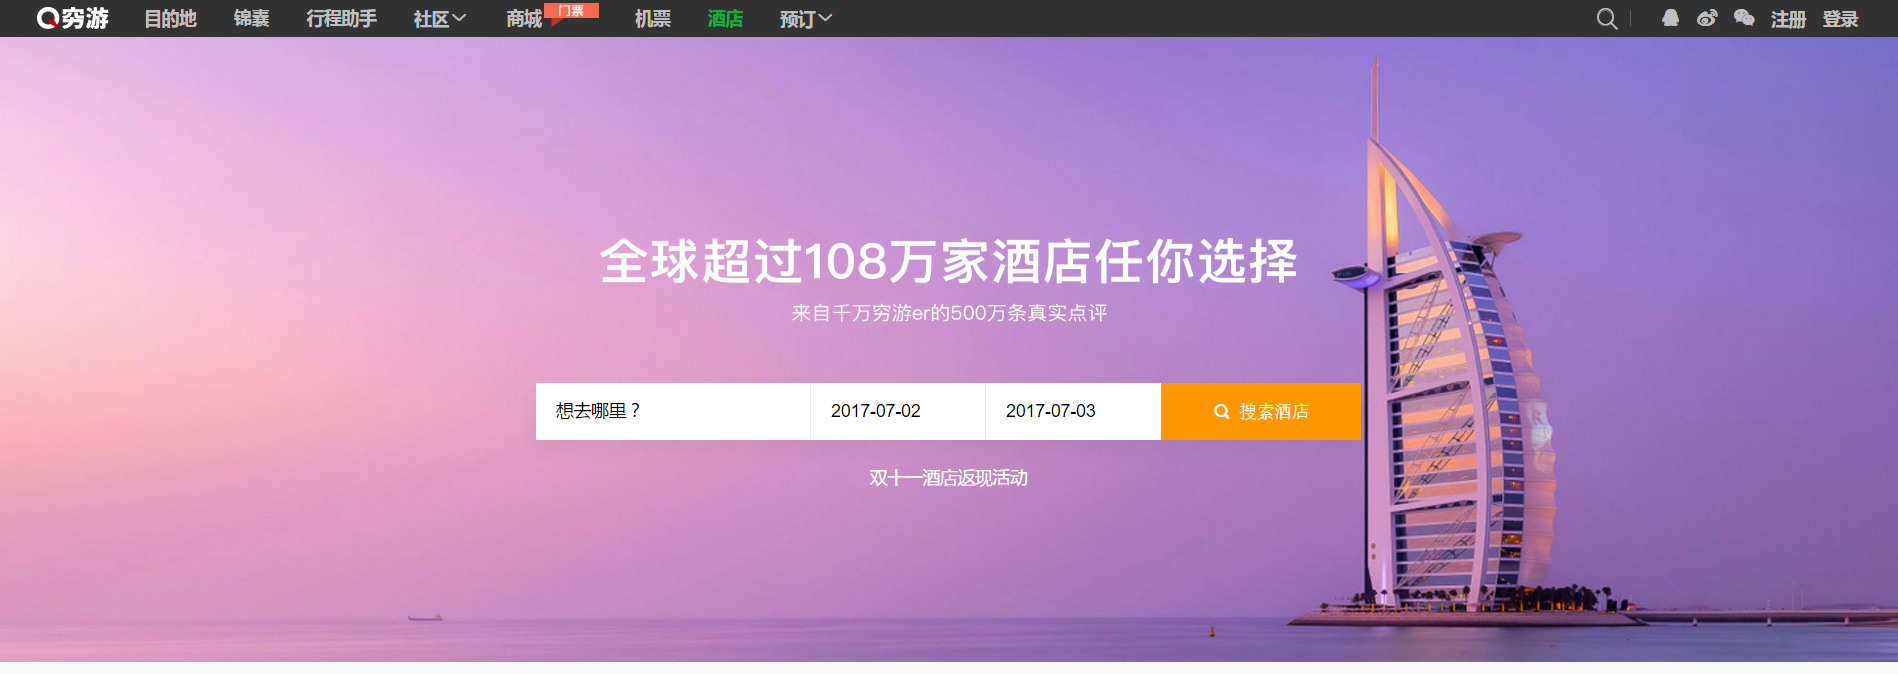 穷游 目的地 锦囊 行程助手 社区 商城 门票 机票 酒店 预订 注册 登录
全球超过108万家酒店任你选择
来自千万穷游er的500万条真实点评
想去哪里？ 2017-07-02 2017-07-03 搜索酒店
双十一酒店返现活动